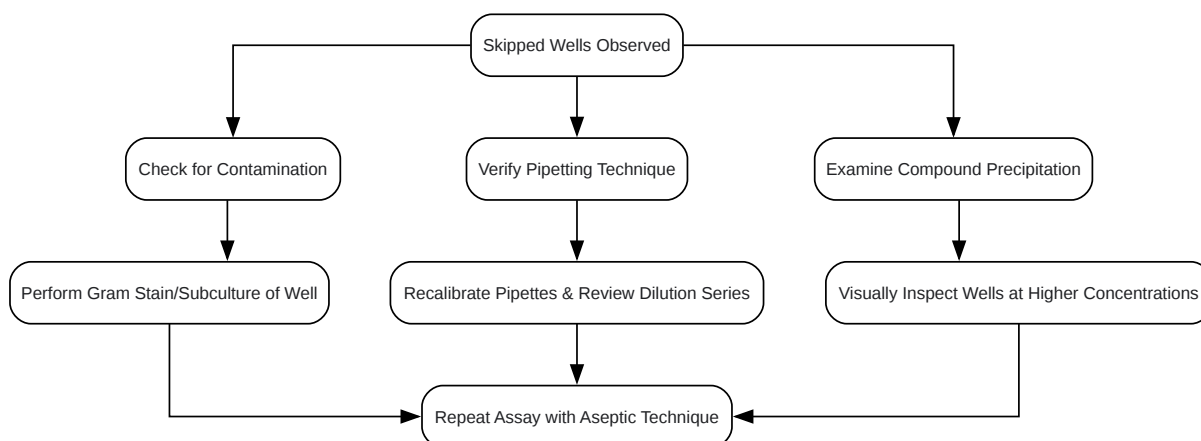 Skipped Wells Observed
Check for Contamination
Verify Pipetting Technique
Examine Compound Precipitation
Perform Gram Stain/Subculture of Well
Recalibrate Pipettes & Review Dilution Series
Visually Inspect Wells at Higher Concentrations
Repeat Assay with Aseptic Technique